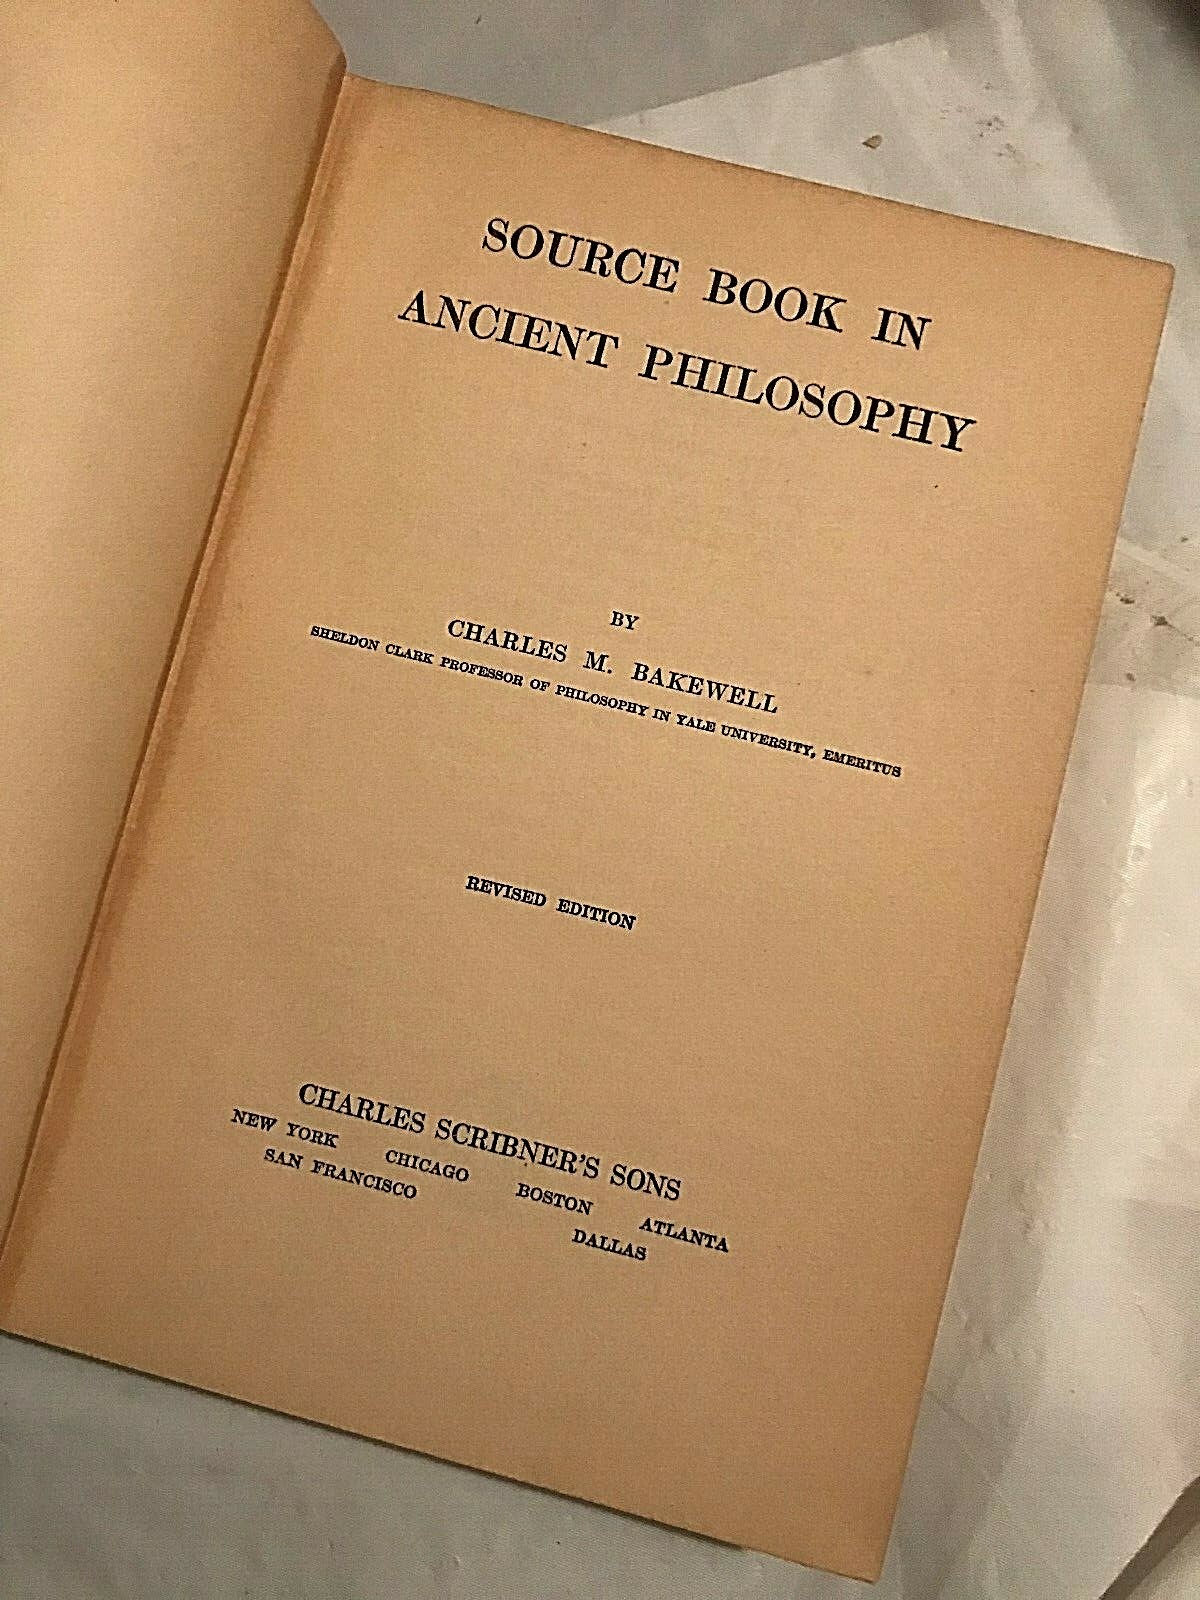 SOURCE BOOK IN
ANCIENT PHILOSOPHY
BY
CHARLES M. BAKEWELL
SHELDON CLARK PROFESSOR OF PHILOSOPHY IN YALE UNIVERSITY, EMERITUS
REVISED EDITION
CHARLES SCRIBNER'S SONS
NEW YORK CHICAGO BOSTON ATLANTA
SAN FRANCISCO DALLAS